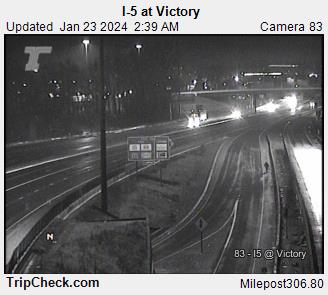 I-5 at Victory
Updated Jan 23 2024 2:39 AM
Camera 83
T
N
83 - I5 @ Victory
TripCheck.com
Milepost306.80